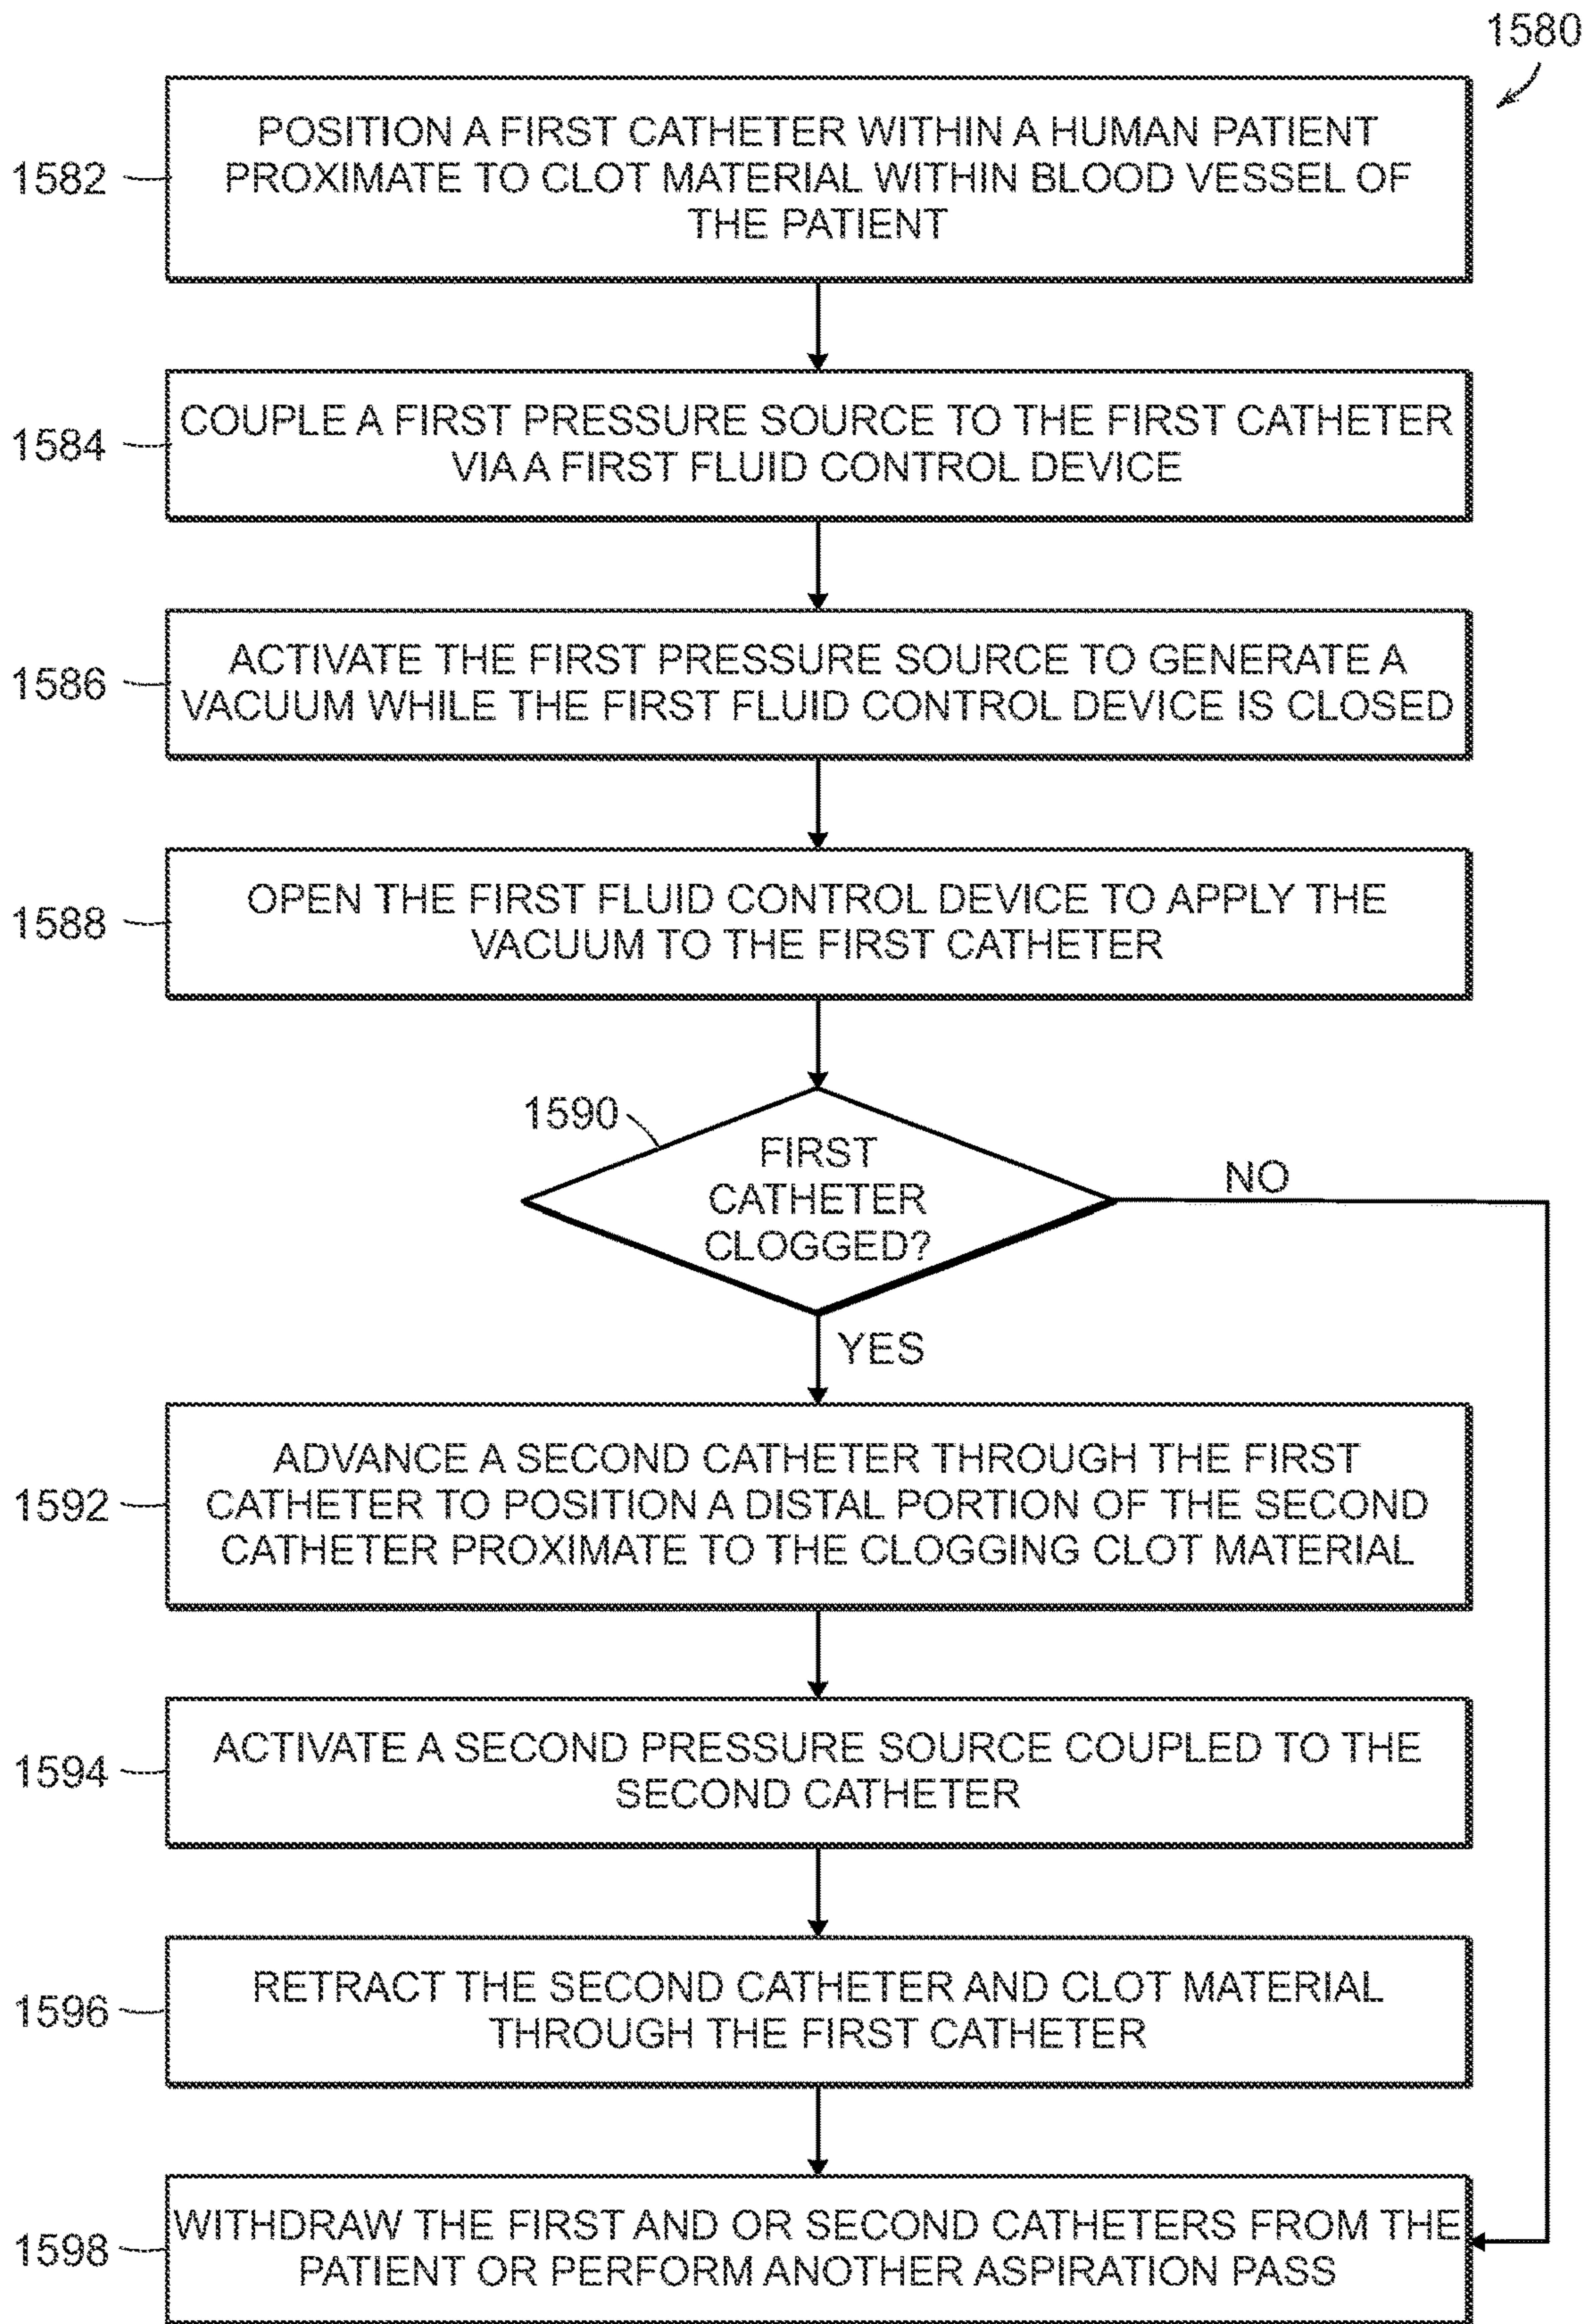 1580
1582
POSITION A FIRST CATHETER WITHIN A HUMAN PATIENT
PROXIMATE TO CLOT MATERIAL WITHIN BLOOD VESSEL OF
THE PATIENT
1584
COUPLE A FIRST PRESSURE SOURCE TO THE FIRST CATHETER
VIA A FIRST FLUID CONTROL DEVICE
1586
ACTIVATE THE FIRST PRESSURE SOURCE TO GENERATE A
VACUUM WHILE THE FIRST FLUID CONTROL DEVICE IS CLOSED
1588
OPEN THE FIRST FLUID CONTROL DEVICE TO APPLY THE
VACUUM TO THE FIRST CATHETER
1590
FIRST
CATHETER
CLOGGED?
NO
YES
1592
ADVANCE A SECOND CATHETER THROUGH THE FIRST
CATHETER TO POSITION A DISTAL PORTION OF THE SECOND
CATHETER PROXIMATE TO THE CLOGGING CLOT MATERIAL
1594
ACTIVATE A SECOND PRESSURE SOURCE COUPLED TO THE
SECOND CATHETER
1596
RETRACT THE SECOND CATHETER AND CLOT MATERIAL
THROUGH THE FIRST CATHETER
1598
WITHDRAW THE FIRST AND OR SECOND CATHETERS FROM THE
PATIENT OR PERFORM ANOTHER ASPIRATION PASS